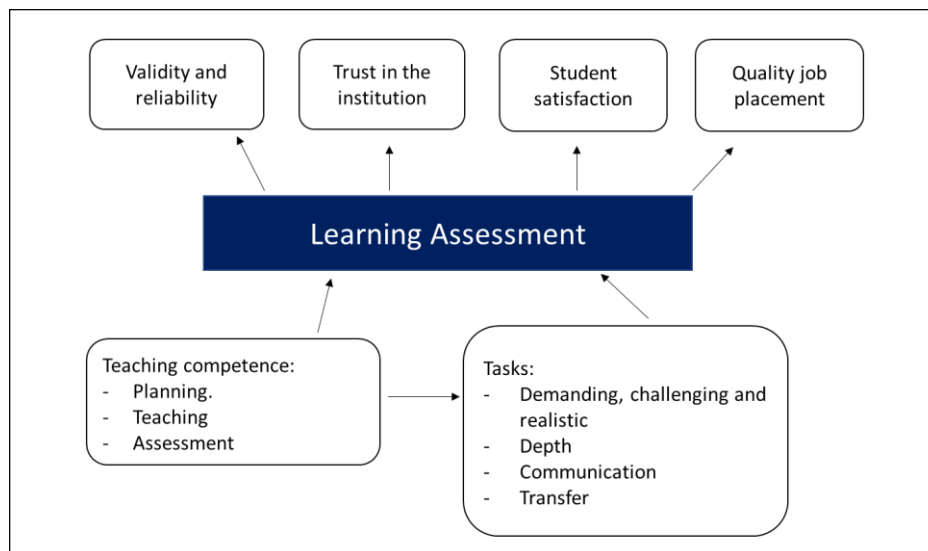 Validity and
reliability
Trust in the
institution
Student
satisfaction
Quality job
placement
Learning Assessment
Teaching competence:
- Planning.
- Teaching
- Assessment
Tasks:
- Demanding, challenging and
realistic
- Depth
- Communication
- Transfer